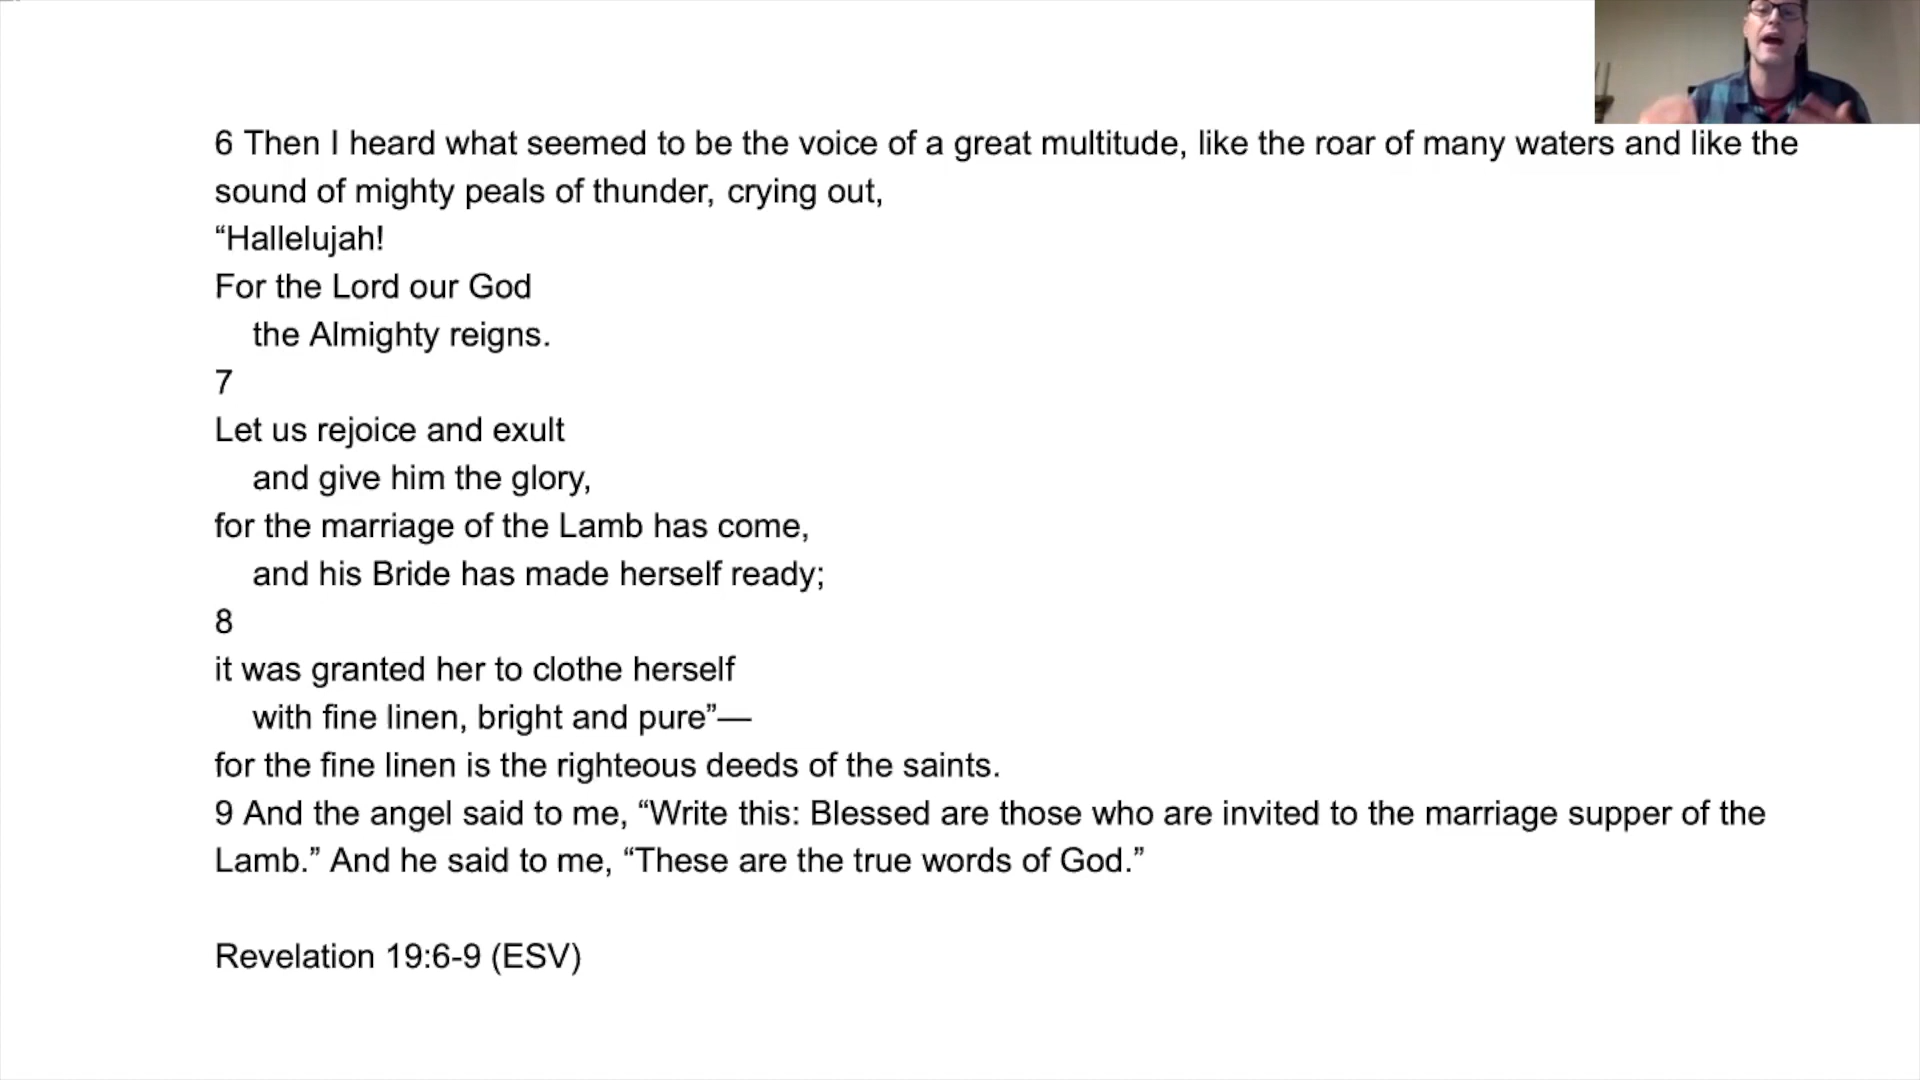 6 Then I heard what seemed to be the voice of a great multitude, like the roar of many waters and like the
sound of mighty peals of thunder, crying out,
“Hallelujah!
For the Lord our God
the Almighty reigns.
7
Let us rejoice and exult
and give him the glory,
for the marriage of the Lamb has come,
and his Bride has made herself ready;
8
it was granted her to clothe herself
with fine linen, bright and pure”—
for the fine linen is the righteous deeds of the saints.
9 And the angel said to me, “Write this: Blessed are those who are invited to the marriage supper of the
Lamb.” And he said to me, “These are the true words of God.”
Revelation 19:6-9 (ESV)